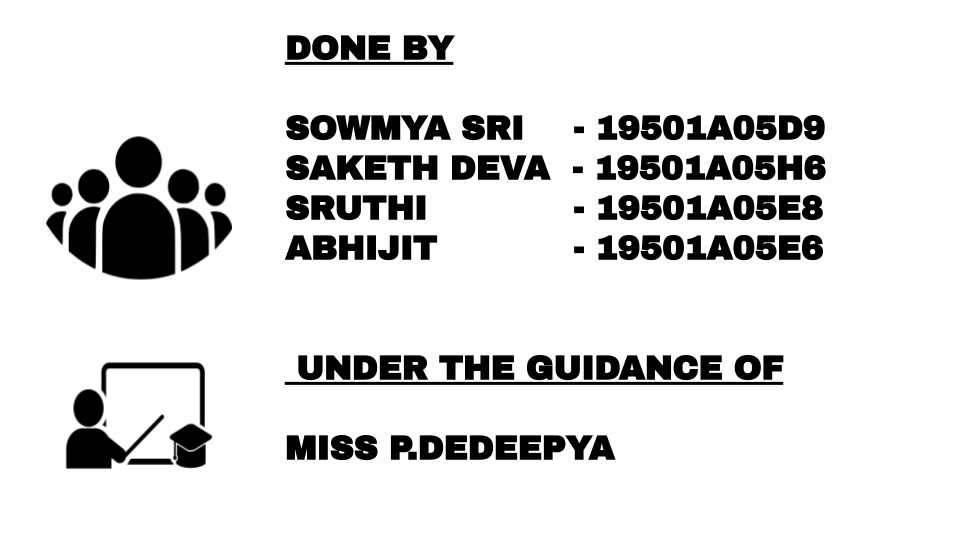 DONE BY
SOWMYA SRI - 19501A05D9
SAKETH DEVA - 19501A05H6
SRUTHI - 19501A05E8
ABHIJIT - 19501A05E6
UNDER THE GUIDANCE OF
MISS P.DEDEEPYA